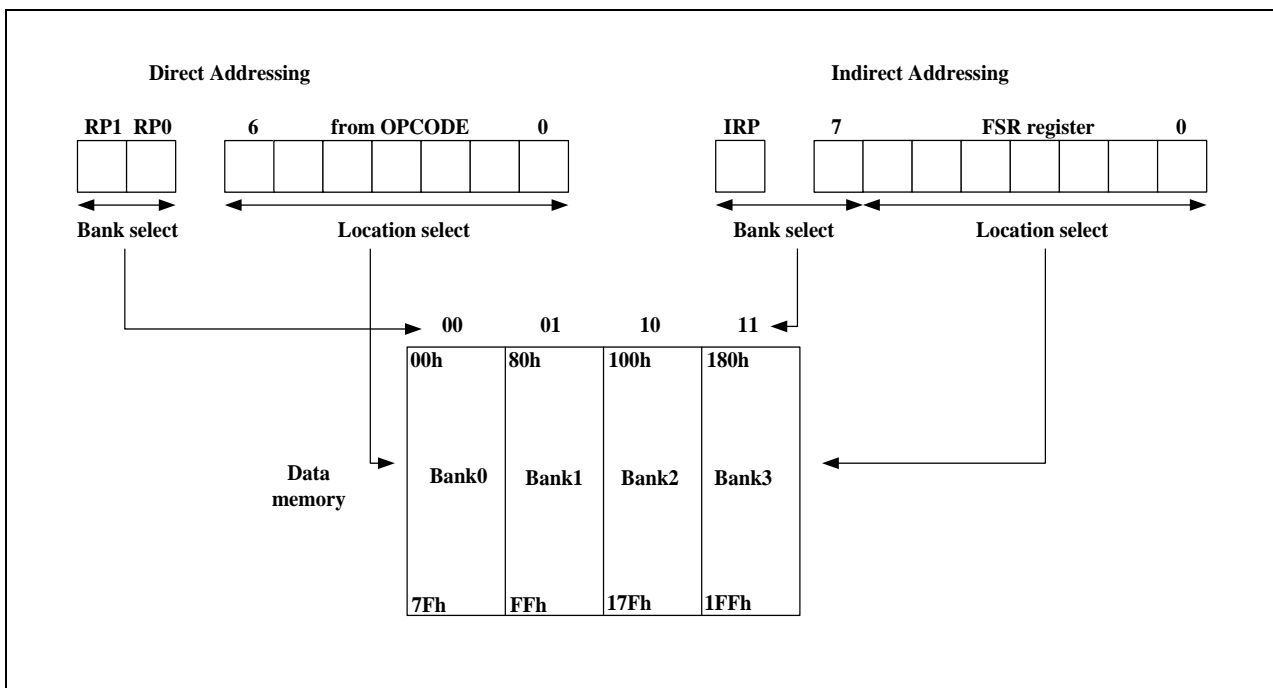 Direct Addressing
Indirect Addressing
RP1 RP0 6 from OPCODE 0
IRP 7 FSR register 0
Bank select Location select
Bank select Location select
00 01 10 11
00h 80h 100h 180h
Data memory
Bank0 Bank1 Bank2 Bank3
7Fh FFh 17Fh 1FFh